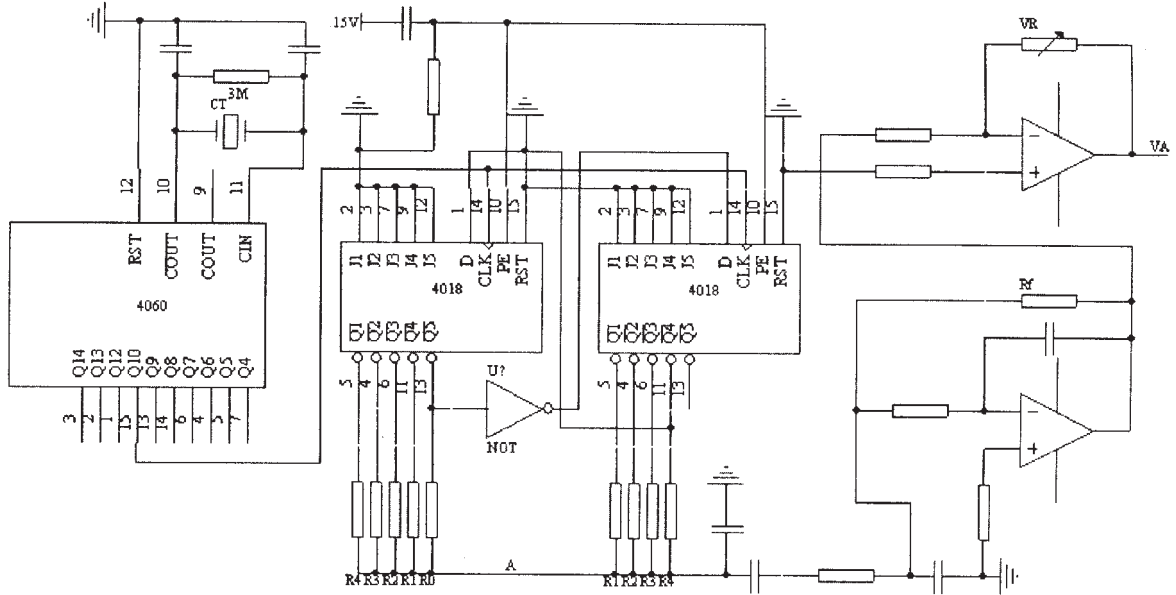 15V
VR
3M
CT
VA
12
10
9
11
2
3
7
9
12
1
14
10
15
2
3
7
9
12
1
14
10
15
RST
COUT
COUT
CIN
J1
J2
J3
J4
J5
D
CLK
PE
RST
J1
J2
J3
J4
J5
D
CLK
PE
RST
4060
4018
4018
Rf
Q14
Q13
Q12
Q10
Q9
Q8
Q7
Q6
Q5
Q4
Q1
Q2
Q3
Q4
Q5
Q1
Q2
Q3
Q4
Q5
3
2
1
15
13
14
6
4
5
7
5
4
6
11
13
5
4
6
11
13
U?
NOT
A
R4
R3
R2
R1
R0
R1
R2
R3
R4